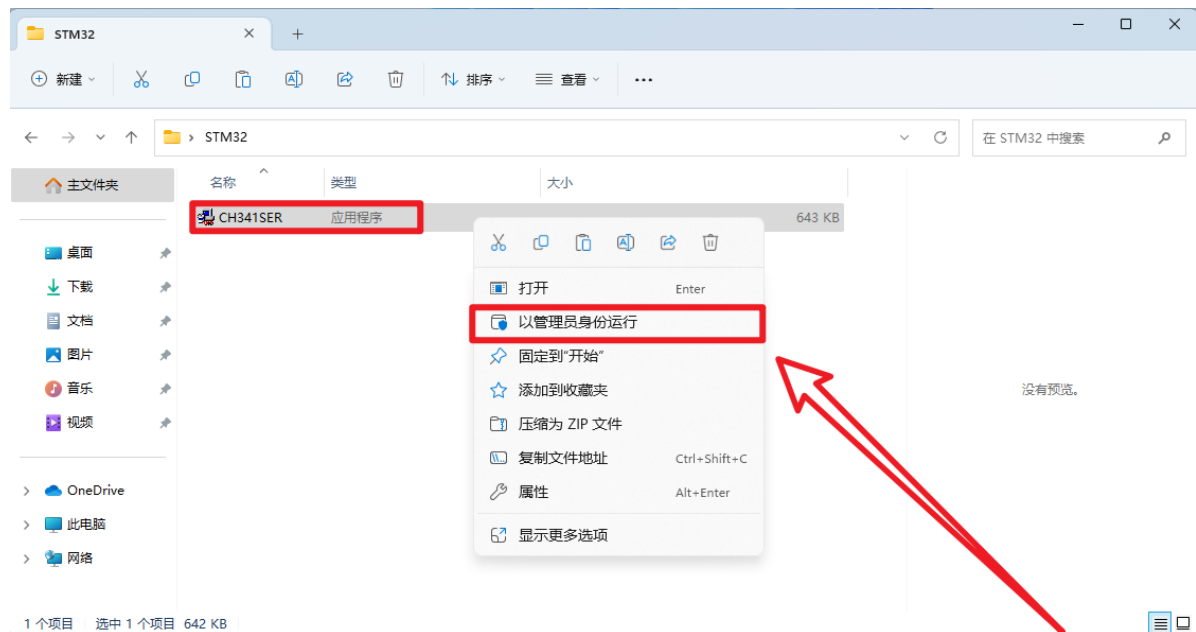 STM32
新建
排序
查看
STM32
在 STM32 中搜索
主文件夹
名称 类型 大小
CH341SER 应用程序 643 KB
桌面
下载
文档
图片
音乐
视频
OneDrive
此电脑
网络
打开 Enter
以管理员身份运行
固定到"开始"
添加到收藏夹
压缩为 ZIP 文件
复制文件地址 Ctrl+Shift+C
属性 Alt+Enter
显示更多选项
没有预览。
1 个项目 选中 1 个项目 642 KB